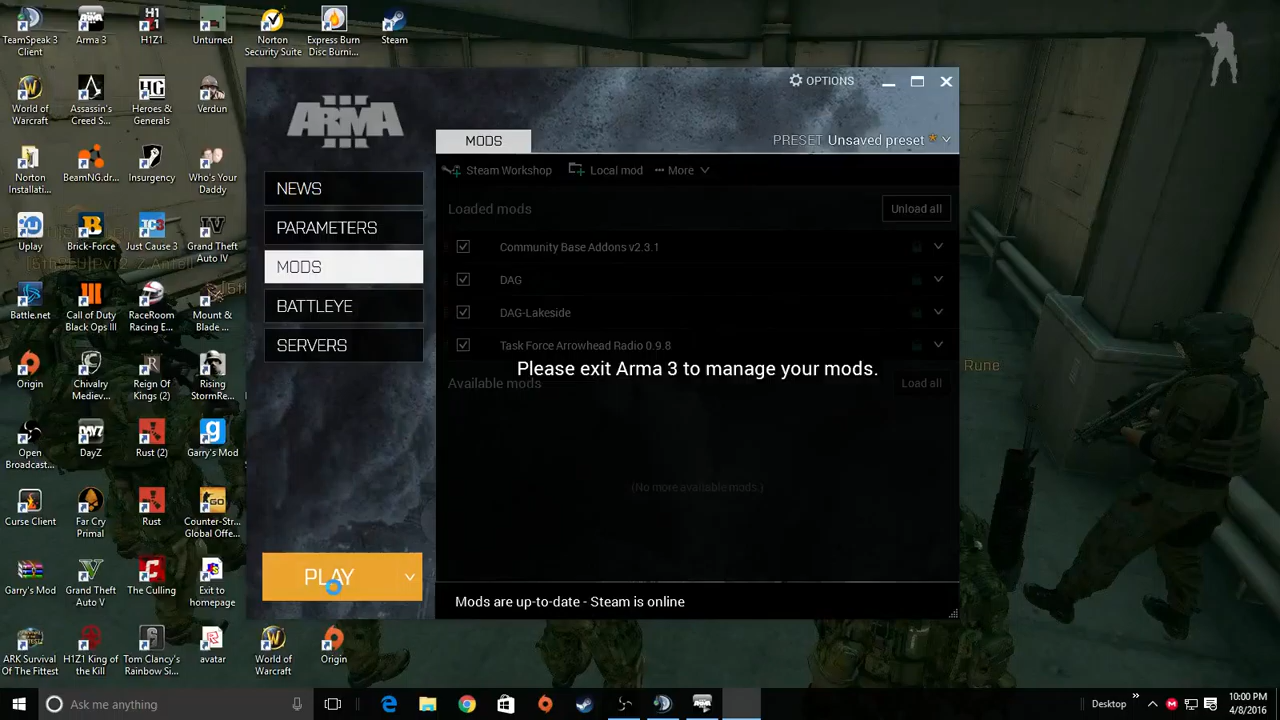 TeamSpeak 3
Client
Arma 3
H1Z1
Unturned
Norton
Security Suite
Express Burn
Disc Burni...
Steam
World of
Warcraft
Assassin's
Creed S...
Heroes &
Generals
Verdun
Norton
Installati...
BeamNG.dr...
Insurgency
Who's Your
Daddy
Uplay
Brick-Force
Just Cause 3
Grand Theft
Auto IV
Battle.net
Call of Duty
Black Ops III
RaceRoom
Racing E...
Mount &
Blade ...
Origin
Chivalry
Mediev...
Reign Of
Kings (2)
Rising
StormRe...
Open
Broadcast...
DayZ
Rust (2)
Garry's Mod
Curse Client
Far Cry
Primal
Rust
Counter-Str...
Global Offe...
Garry's Mod
Grand Theft
Auto V
The Culling
Exit to
homepage
ARK Survival
Of The Fittest
H1Z1 King of
the Kill
Tom Clancy's
Rainbow Si...
avatar
World of
Warcraft
Origin
OPTIONS
ARMA III
MODS
PRESET Unsaved preset *
Steam Workshop
Local mod
••• More
NEWS
PARAMETERS
MODS
BATTLEYE
SERVERS
Loaded mods
Unload all
Community Base Addons v2.3.1
DAG
DAG-Lakeside
Task Force Arrowhead Radio 0.9.8
Please exit Arma 3 to manage your mods.
Available mods
Load all
(No more available mods.)
PLAY
Mods are up-to-date - Steam is online
Rune
Ask me anything
Desktop
10:00 PM
4/8/2016